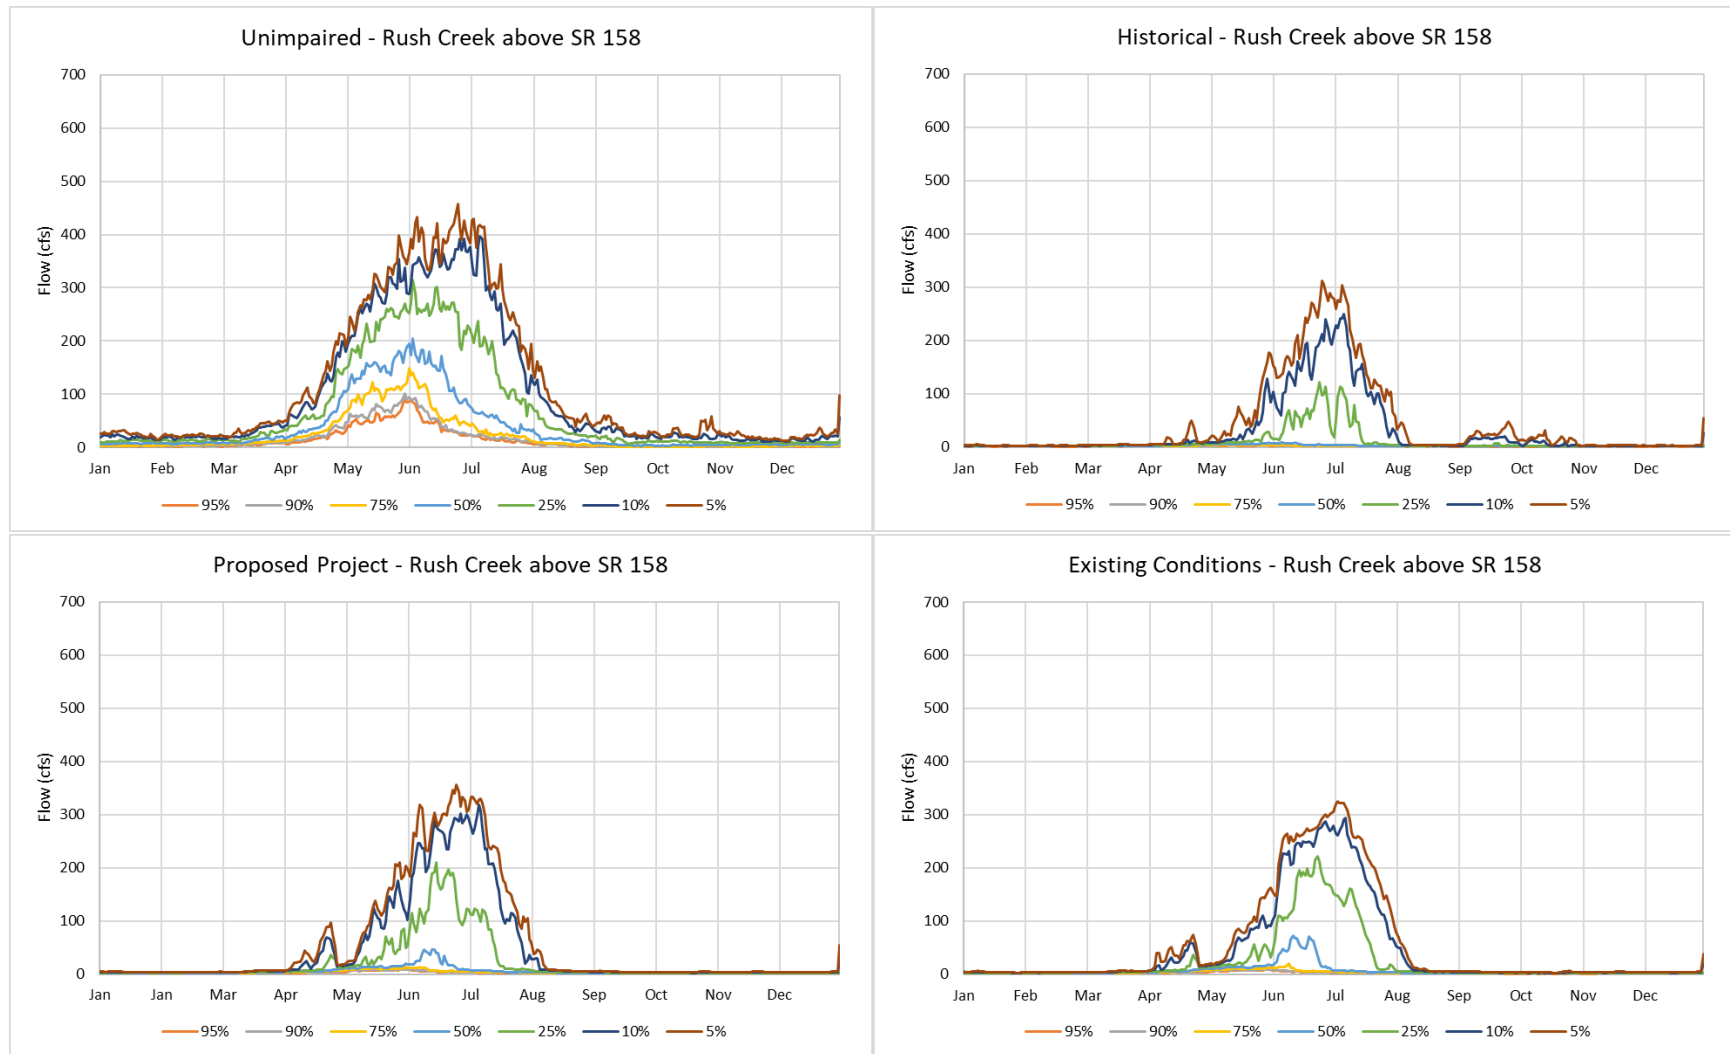 Unimpaired - Rush Creek above SR 158
700
600
500
400
300
200
100
0
Flow (cfs)
Jan Feb Mar Apr May Jun Jul Aug Sep Oct Nov Dec
95% 90% 75% 50% 25% 10% 5%
Historical - Rush Creek above SR 158
700
600
500
400
300
200
100
0
Flow (cfs)
Jan Feb Mar Apr May Jun Jul Aug Sep Oct Nov Dec
95% 90% 75% 50% 25% 10% 5%
Proposed Project - Rush Creek above SR 158
700
600
500
400
300
200
100
0
Flow (cfs)
Jan Jan Mar Apr May Jun Jul Aug Sep Oct Nov Dec
95% 90% 75% 50% 25% 10% 5%
Existing Conditions - Rush Creek above SR 158
700
600
500
400
300
200
100
0
Flow (cfs)
Jan Feb Mar Apr May Jun Jul Aug Sep Oct Nov Dec
95% 90% 75% 50% 25% 10% 5%